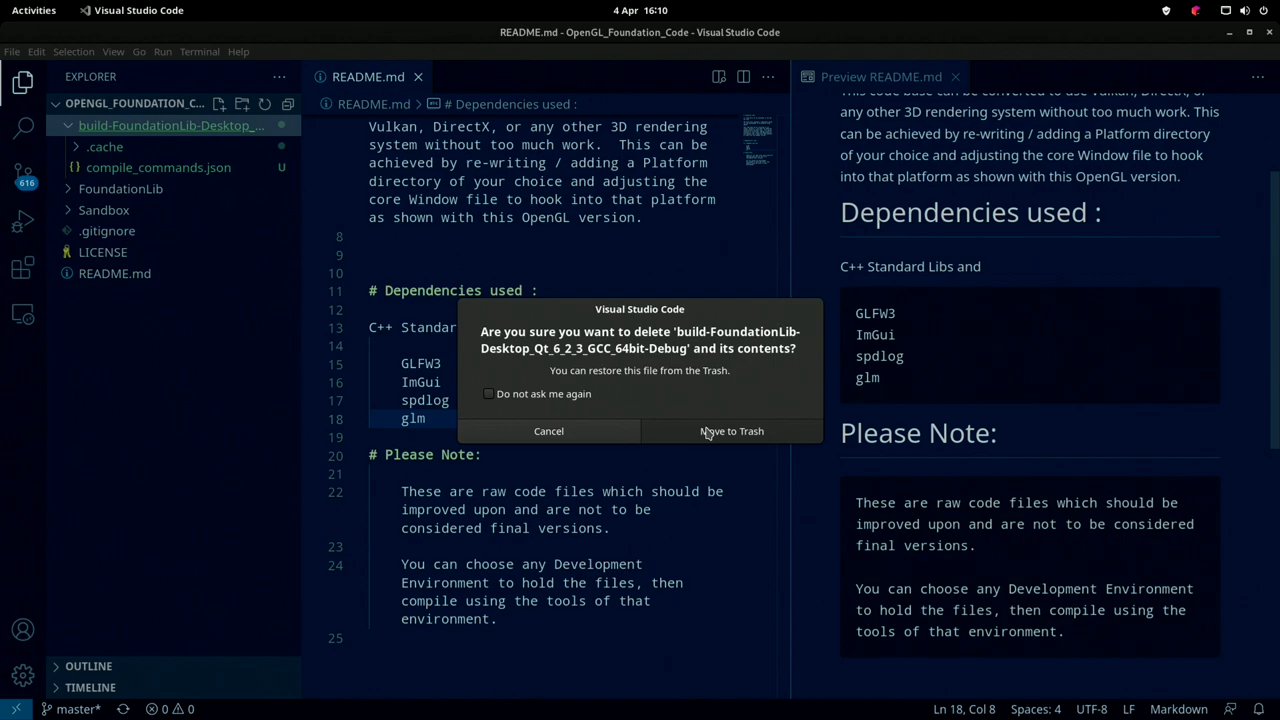 Activities
Visual Studio Code
4 Apr 16:10
README.md - OpenGL_Foundation_Code - Visual Studio Code
File Edit Selection View Go Run Terminal Help
EXPLORER
OPENGL_FOUNDATION_C...
build-FoundationLib-Desktop_...
.cache
{} compile_commands.json U
FoundationLib
Sandbox
.gitignore
LICENSE
README.md
616
OUTLINE
TIMELINE
README.md
README.md > # Dependencies used :
Vulkan, DirectX, or any other 3D rendering
system without too much work. This can be
achieved by re-writing / adding a Platform
directory of your choice and adjusting the
core Window file to hook into that platform
as shown with this OpenGL version.
8
9
10
11 # Dependencies used :
12
13 C++ Standar
14
15 GLFW3
16 ImGui
17 spdlog
18 glm
19
20 # Please Note:
21
22 These are raw code files which should be
improved upon and are not to be
considered final versions.
23
24 You can choose any Development
Environment to hold the files, then
compile using the tools of that
environment.
25
Visual Studio Code
Are you sure you want to delete 'build-FoundationLib-
Desktop_Qt_6_2_3_GCC_64bit-Debug' and its contents?
You can restore this file from the Trash.
Do not ask me again
Cancel
Move to Trash
Preview README.md
This code base can be converted to use Vulkan, DirectX, or
any other 3D rendering system without too much work. This
can be achieved by re-writing / adding a Platform directory
of your choice and adjusting the core Window file to hook
into that platform as shown with this OpenGL version.
Dependencies used :
C++ Standard Libs and
GLFW3
ImGui
spdlog
glm
Please Note:
These are raw code files which should be
improved upon and are not to be considered
final versions.
You can choose any Development Environment
to hold the files, then compile using the
tools of that environment.
master*
0 0
Ln 18, Col 8
Spaces: 4
UTF-8
LF
Markdown